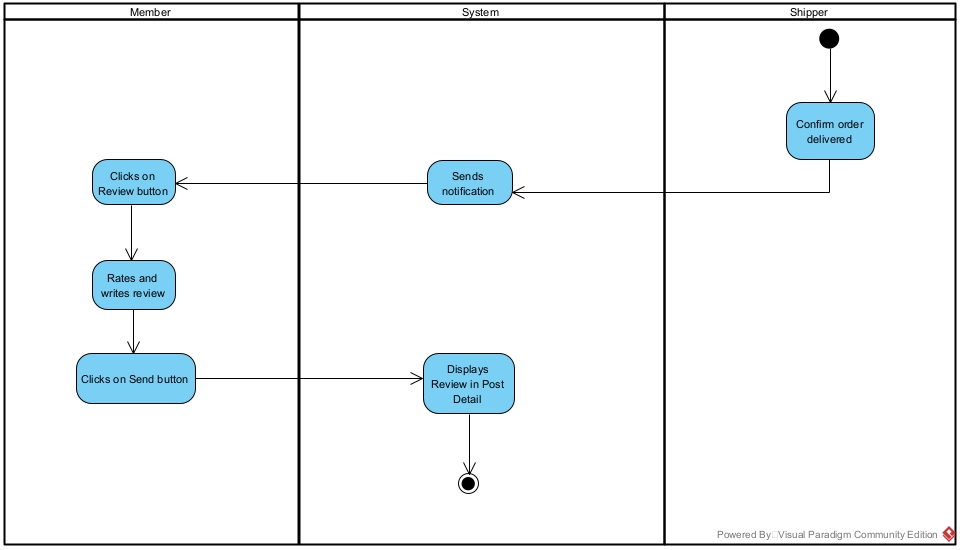 Member
System
Shipper
Confirm order
delivered
Sends
notification
Clicks on
Review button
Rates and
writes review
Clicks on Send button
Displays
Review in Post
Detail
Powered By Visual Paradigm Community Edition